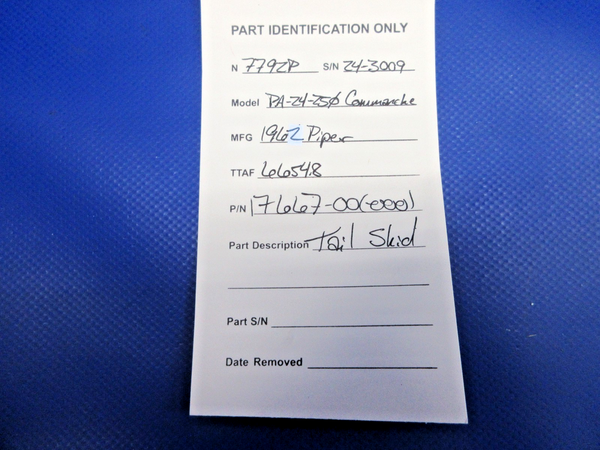 PART IDENTIFICATION ONLY
N 7792P S/N 24-3009
Model PA-24-250 Commanche
MFG 1962 Piper
TTAF 6654.8
P/N 17667-00(-000)
Part Description Tail Skid
Part S/N
Date Removed